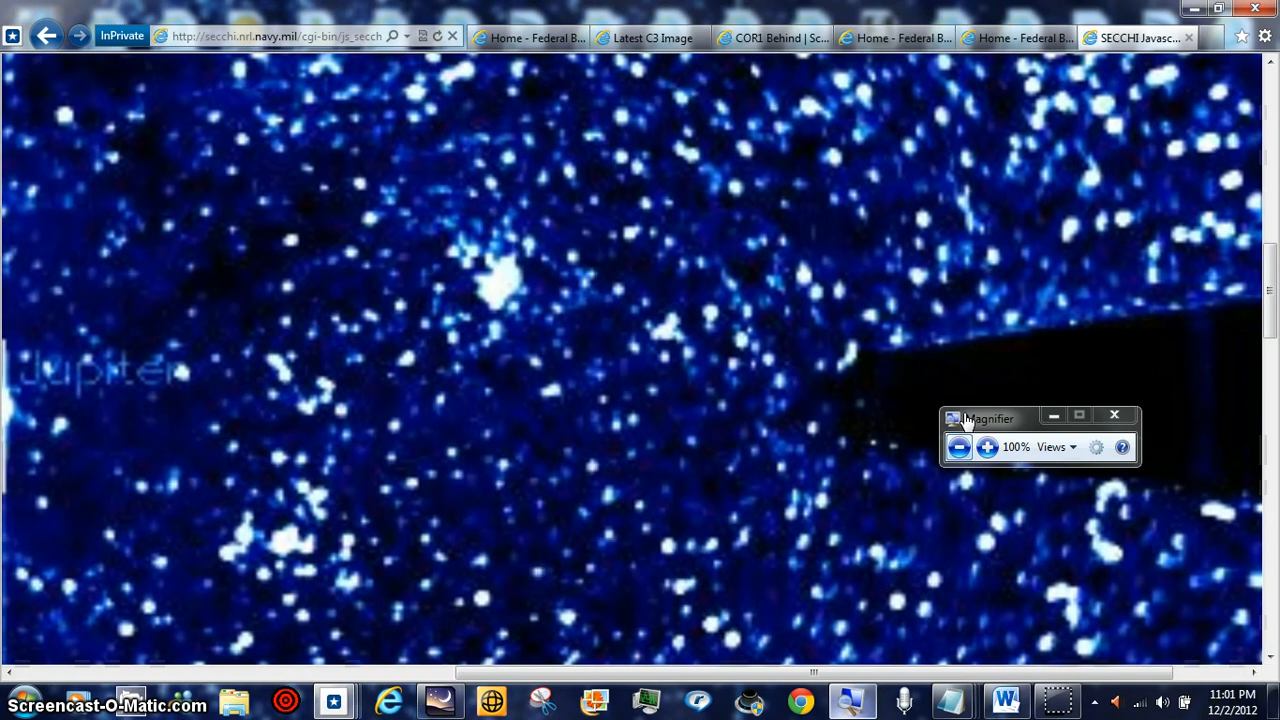 InPrivate
http://secchi.nrl.navy.mil/cgi-bin/js_secch
Home - Federal B...
Latest C3 Image
COR1 Behind | Sc...
Home - Federal B...
Home - Federal B...
SECCHI Javasc...
Jupiter
Magnifier
100%
Views
Screencast-O-Matic.com
11:01 PM
12/2/2012